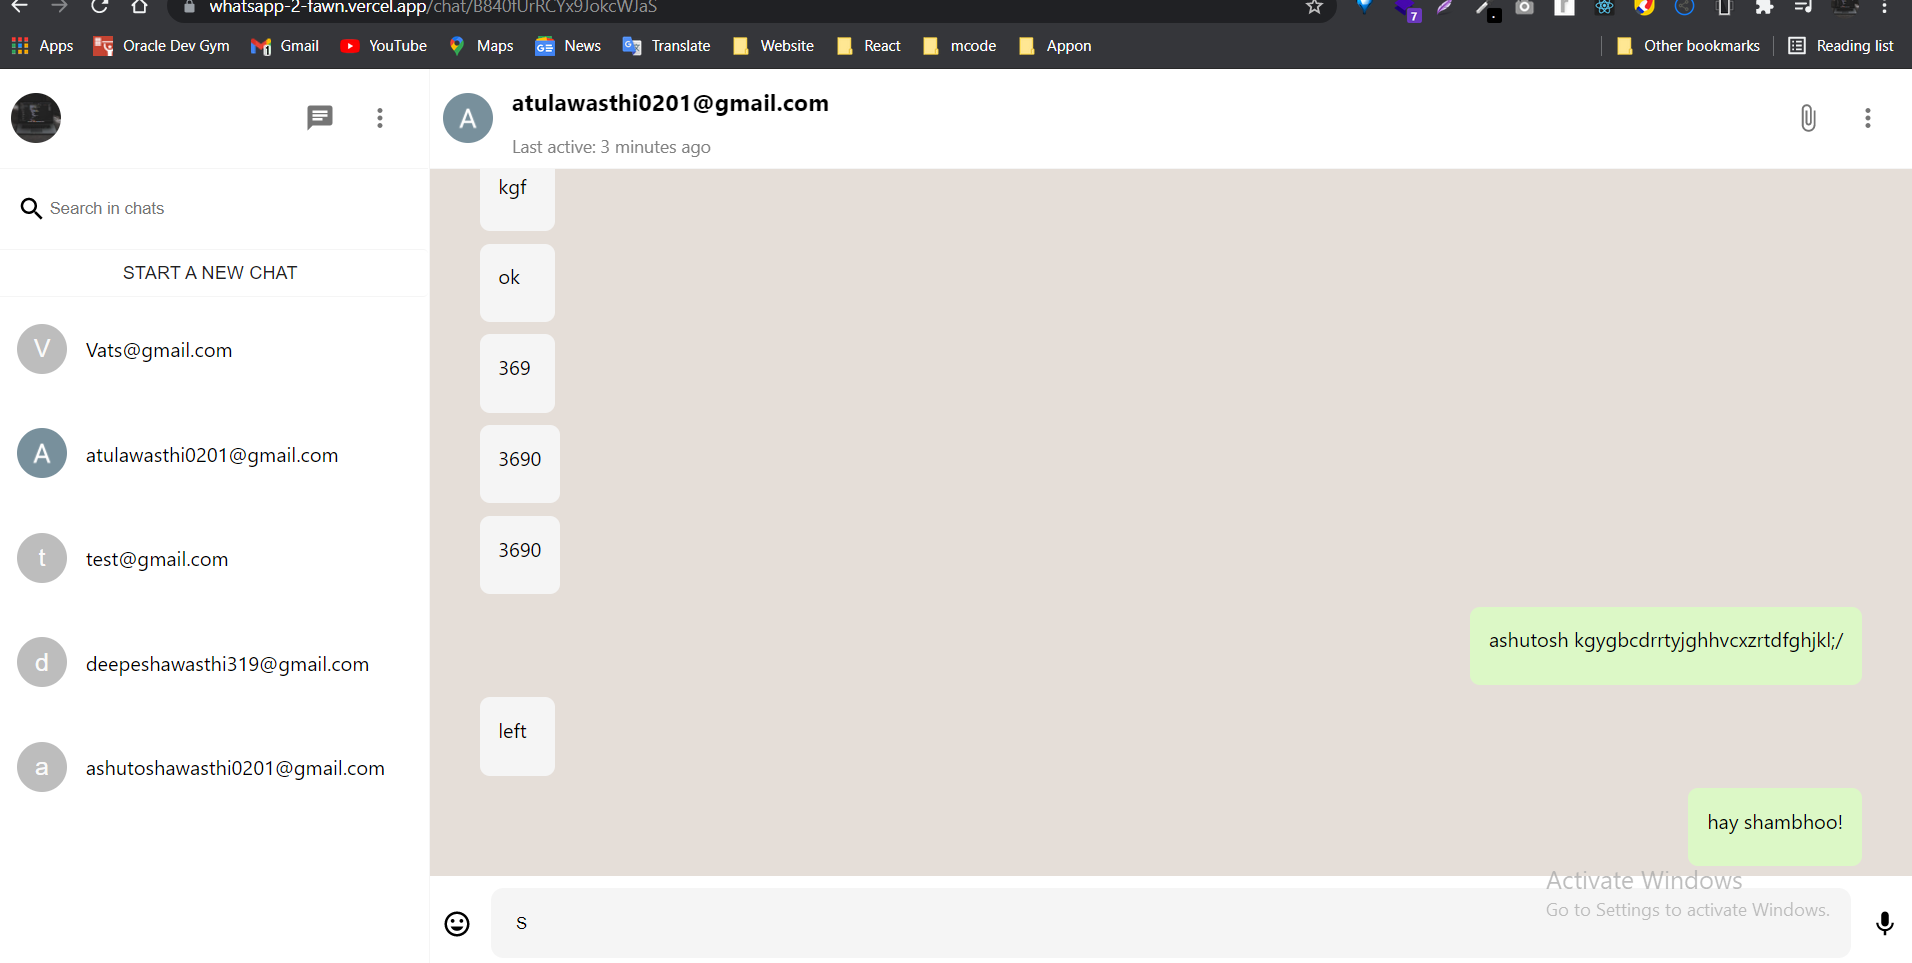 whatsapp-2-fawn.vercel.app/chat/B840fUrRCYx9JokcWJaS
7
Apps Oracle Dev Gym Gmail YouTube Maps News Translate Website React mcode Appon Other bookmarks Reading list
A atulawasthi0201@gmail.com
Last active: 3 minutes ago
Search in chats
START A NEW CHAT
V Vats@gmail.com
A atulawasthi0201@gmail.com
t test@gmail.com
d deepeshawasthi319@gmail.com
a ashutoshawasthi0201@gmail.com
kgf
ok
369
3690
3690
ashutosh kgygbcdrrtyjghhvcxzrtdfghjkl;/
left
hay shambhoo!
Activate Windows
Go to Settings to activate Windows.
S